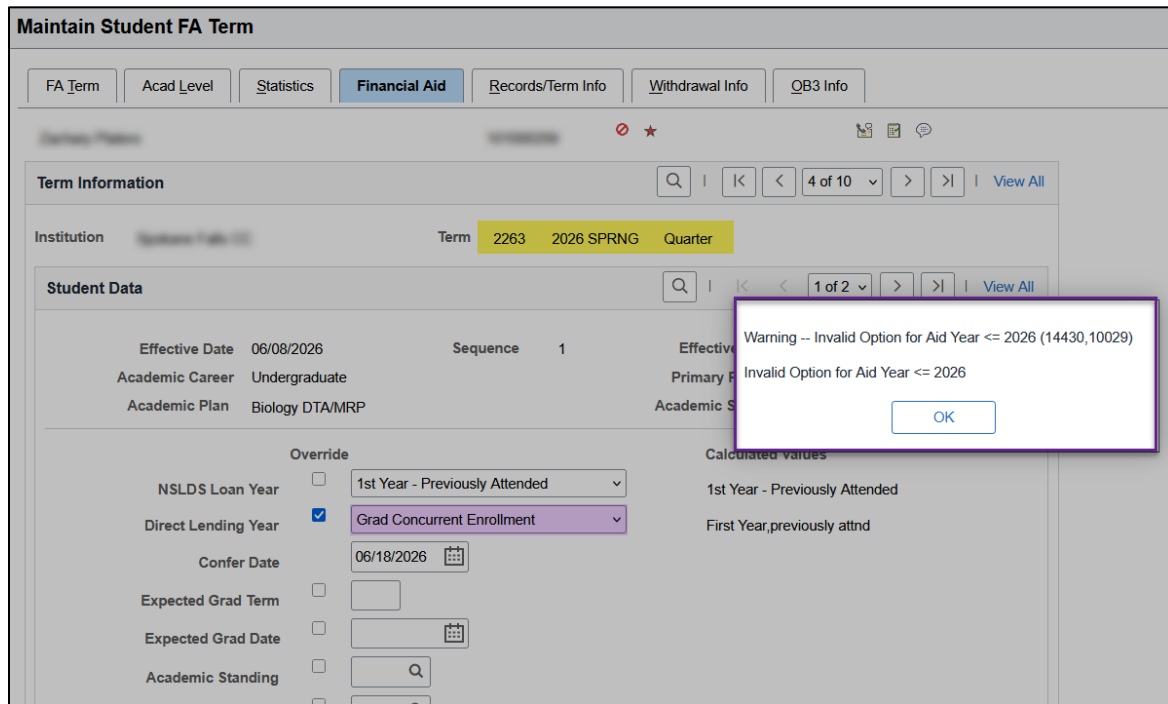 Maintain Student FA Term
FA Term Acad Level Statistics Financial Aid Records/Term Info Withdrawal Info OB3 Info
Term Information 4 of 10 View All
Institution Term 2263 2026 SPRNG Quarter
Student Data 1 of 2 View All
Warning -- Invalid Option for Aid Year <= 2026 (14430,10029)
Invalid Option for Aid Year <= 2026
OK
Effective Date 06/08/2026 Sequence 1 Effective
Academic Career Undergraduate Primary
Academic Plan Biology DTA/MRP Academic
Override Calculated Values
NSLDS Loan Year 1st Year - Previously Attended 1st Year - Previously Attended
Direct Lending Year Grad Concurrent Enrollment First Year,previously attnd
Confer Date 06/18/2026
Expected Grad Term
Expected Grad Date
Academic Standing